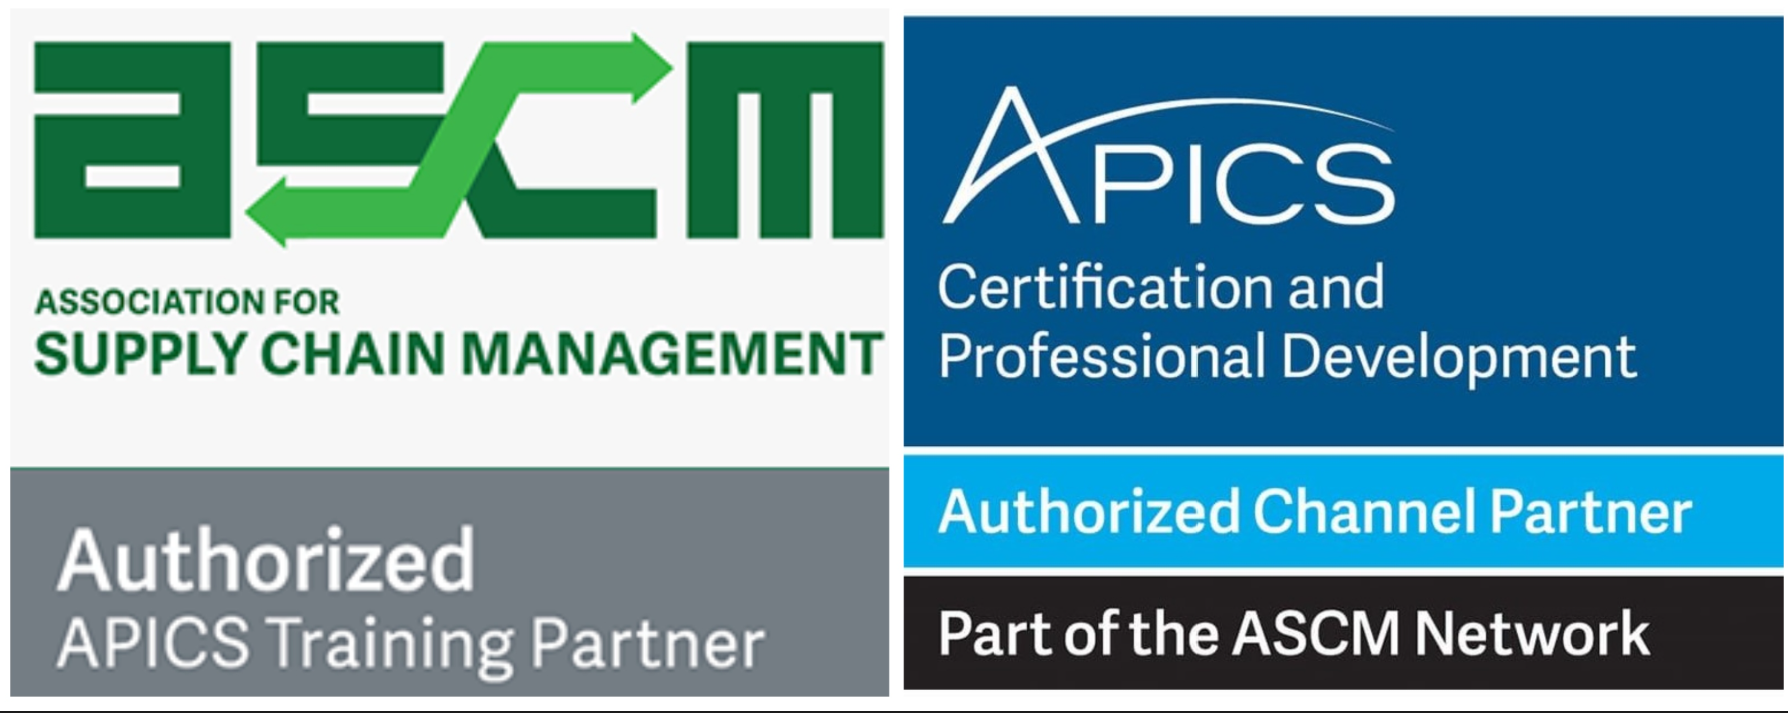 ascm
ASSOCIATION FOR
SUPPLY CHAIN MANAGEMENT
Authorized
APICS Training Partner
APICS
Certification and
Professional Development
Authorized Channel Partner
Part of the ASCM Network